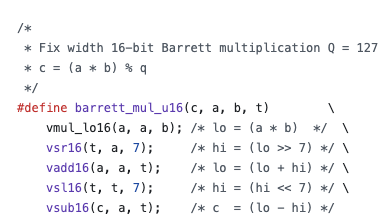 /*
 * Fix width 16-bit Barrett multiplication Q = 127
 * c = (a * b) % q
 */
#define barrett_mul_u16(c, a, b, t)        \
    vmul_lo16(a, a, b); /* lo = (a * b)  */  \
    vsr16(t, a, 7);     /* hi = (lo >> 7) */ \
    vadd16(a, a, t);    /* lo = (lo + hi) */ \
    vsl16(t, t, 7);     /* hi = (hi << 7) */ \
    vsub16(c, a, t);    /* c  = (lo - hi) */